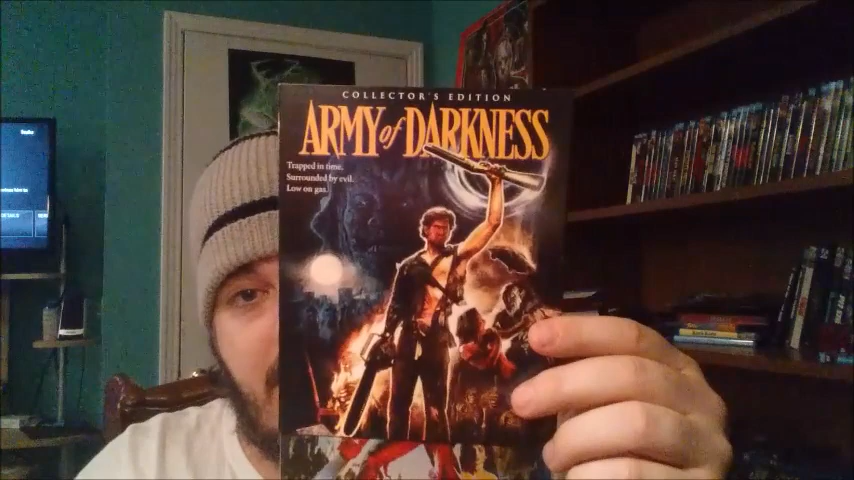 COLLECTOR'S EDITION
ARMY of DARKNESS
Trapped in time.
Surrounded by evil.
Low on gas.